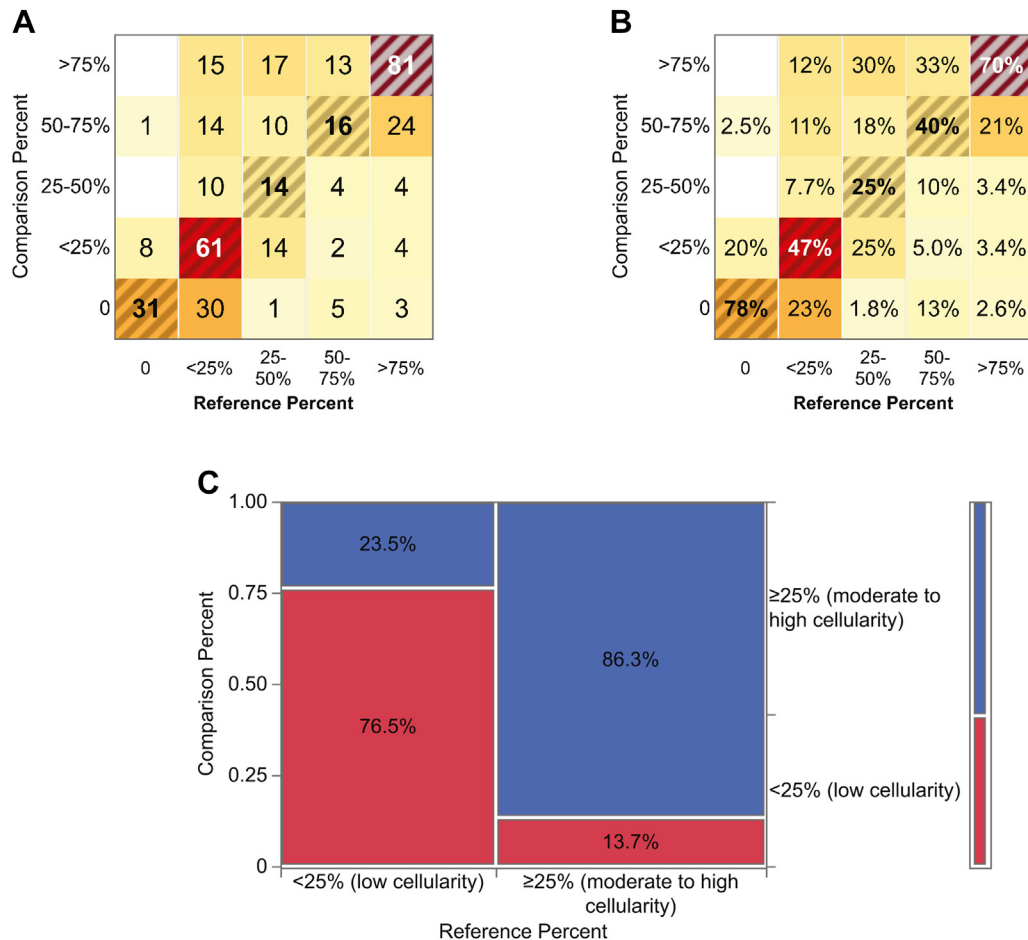 A
Comparison Percent
>75%
15 17 13 81
50-75%
1 14 10 16 24
25-50%
10 14 4 4
<25%
8 61 14 2 4
0
31 30 1 5 3
0 <25% 25-50% 50-75% >75%
Reference Percent
B
Comparison Percent
>75%
12% 30% 33% 70%
50-75%
2.5% 11% 18% 40% 21%
25-50%
7.7% 25% 10% 3.4%
<25%
20% 47% 25% 5.0% 3.4%
0
78% 23% 1.8% 13% 2.6%
0 <25% 25-50% 50-75% >75%
Reference Percent
C
Comparison Percent
1.00
0.75
0.50
0.25
0
23.5%
76.5%
86.3%
13.7%
≥25% (moderate to
high cellularity)
<25% (low cellularity)
<25% (low cellularity)
≥25% (moderate to high
cellularity)
Reference Percent